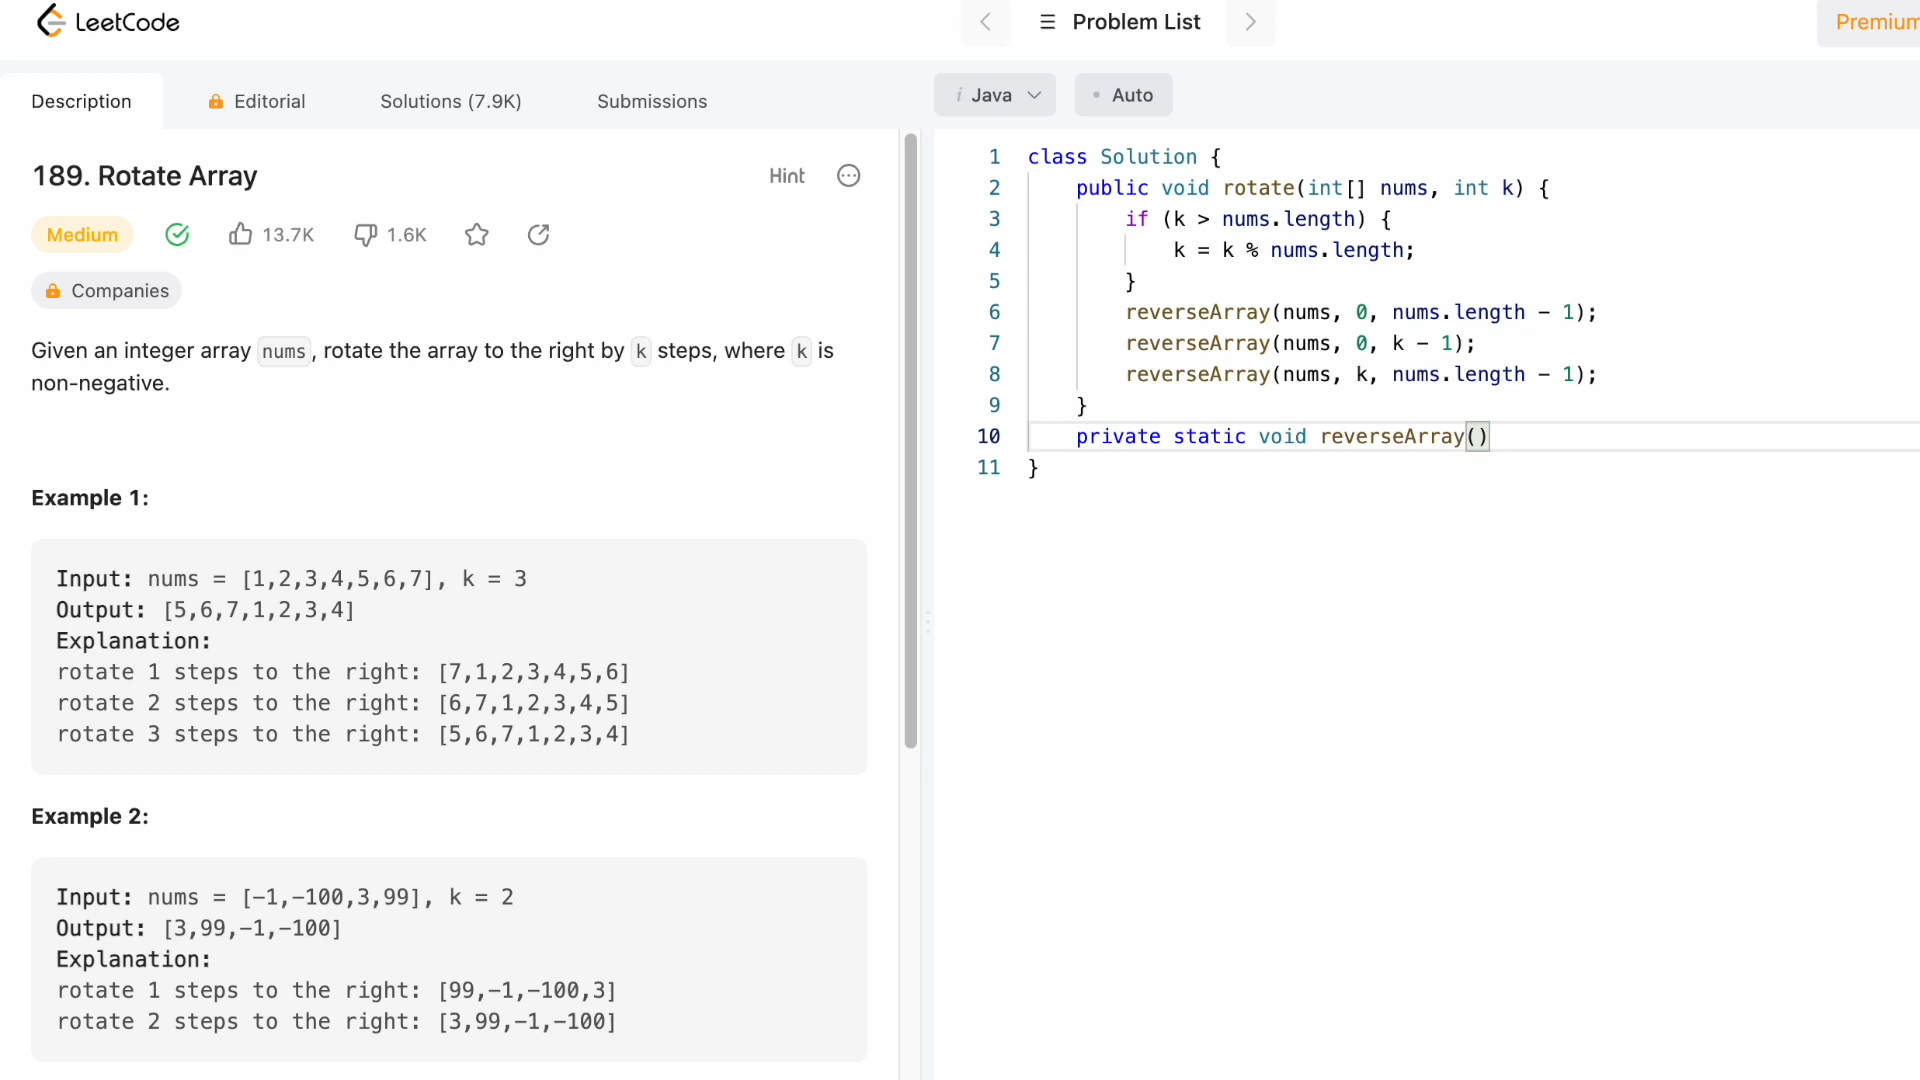 LeetCode
Problem List
Premium
Description
Editorial
Solutions (7.9K)
Submissions
189. Rotate Array
Hint
Medium
13.7K
1.6K
Companies
Given an integer array nums, rotate the array to the right by k steps, where k is
non-negative.
Example 1:
Input: nums = [1,2,3,4,5,6,7], k = 3
Output: [5,6,7,1,2,3,4]
Explanation:
rotate 1 steps to the right: [7,1,2,3,4,5,6]
rotate 2 steps to the right: [6,7,1,2,3,4,5]
rotate 3 steps to the right: [5,6,7,1,2,3,4]
Example 2:
Input: nums = [-1,-100,3,99], k = 2
Output: [3,99,-1,-100]
Explanation:
rotate 1 steps to the right: [99,-1,-100,3]
rotate 2 steps to the right: [3,99,-1,-100]
i Java
• Auto
1 class Solution {
2 public void rotate(int[] nums, int k) {
3 if (k > nums.length) {
4 k = k % nums.length;
5 }
6 reverseArray(nums, 0, nums.length - 1);
7 reverseArray(nums, 0, k - 1);
8 reverseArray(nums, k, nums.length - 1);
9 }
10 private static void reverseArray()
11 }